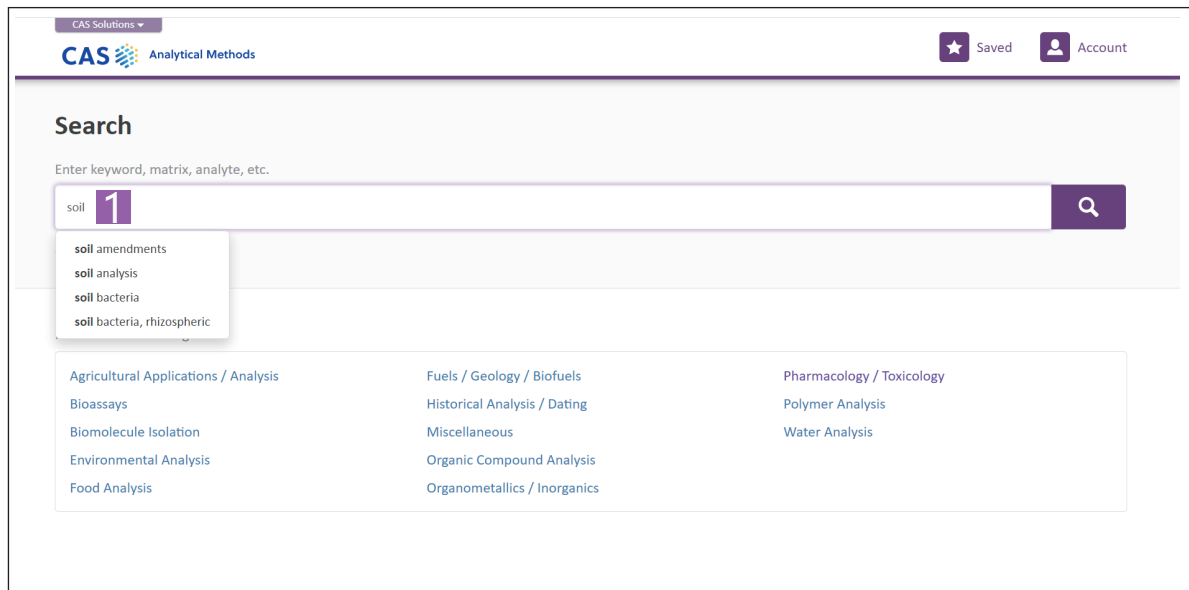 CAS Solutions
CAS Analytical Methods
Saved
Account
Search
Enter keyword, matrix, analyte, etc.
soil 1
soil amendments
soil analysis
soil bacteria
soil bacteria, rhizospheric
Agricultural Applications / Analysis
Bioassays
Biomolecule Isolation
Environmental Analysis
Food Analysis
Fuels / Geology / Biofuels
Historical Analysis / Dating
Miscellaneous
Organic Compound Analysis
Organometallics / Inorganics
Pharmacology / Toxicology
Polymer Analysis
Water Analysis